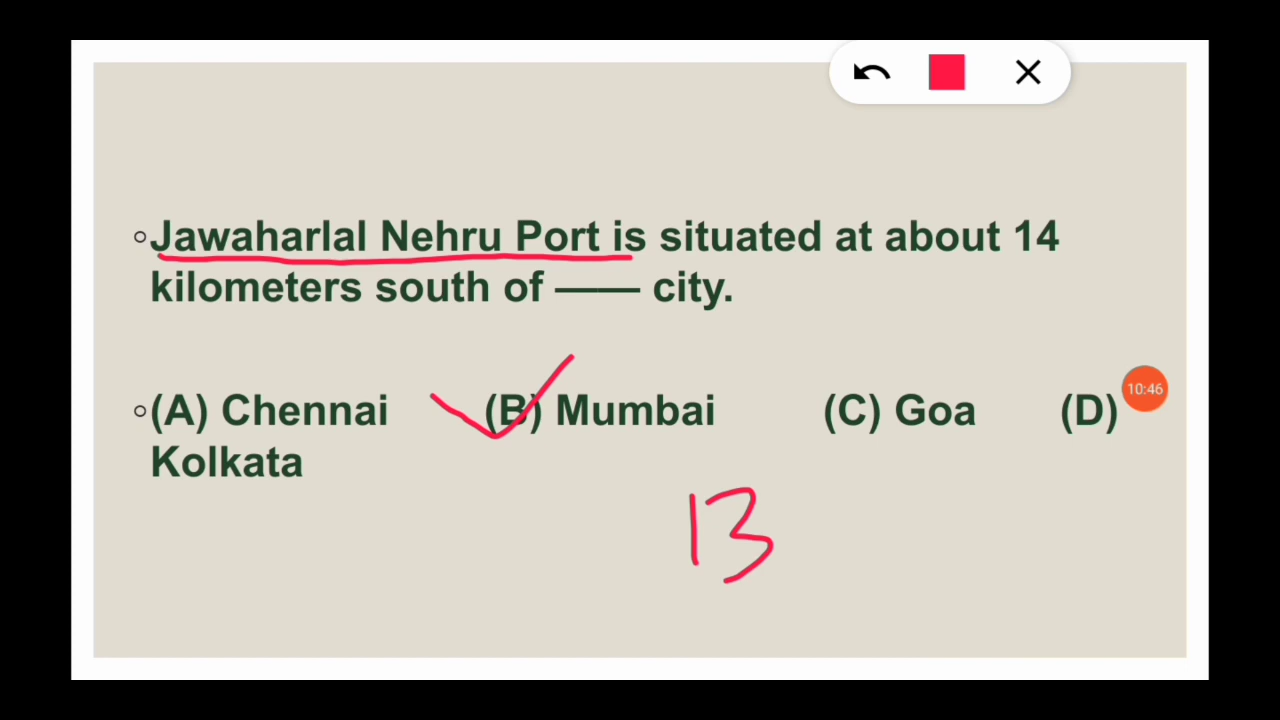 Jawaharlal Nehru Port is situated at about 14
kilometers south of —— city.
10:46
(A) Chennai (B) Mumbai (C) Goa (D)
Kolkata
13